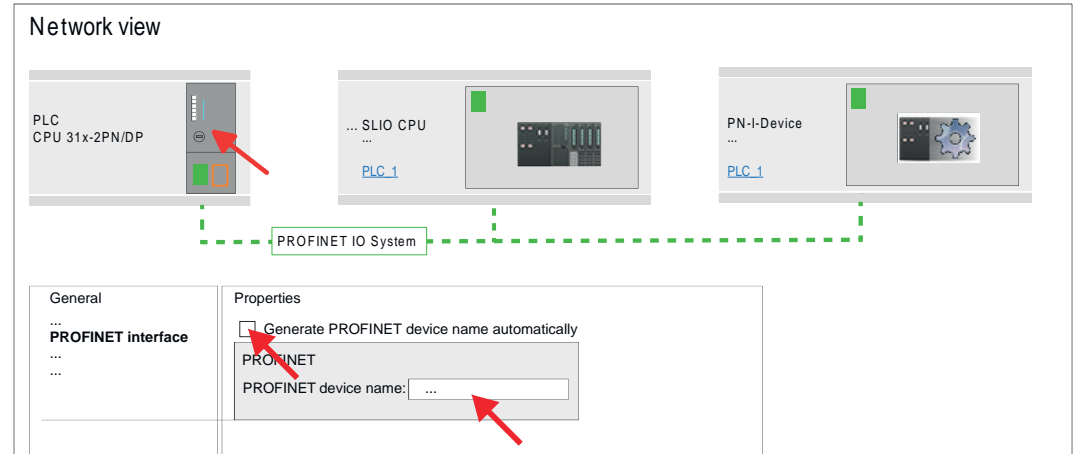 Network view
PLC
CPU 31x-2PN/DP
... SLIO CPU
...
PLC_1
PN-I-Device
...
PLC_1
PROFINET IO System
General
...
PROFINET interface
...
...
Properties
Generate PROFINET device name automatically
PROFINET
PROFINET device name:
...